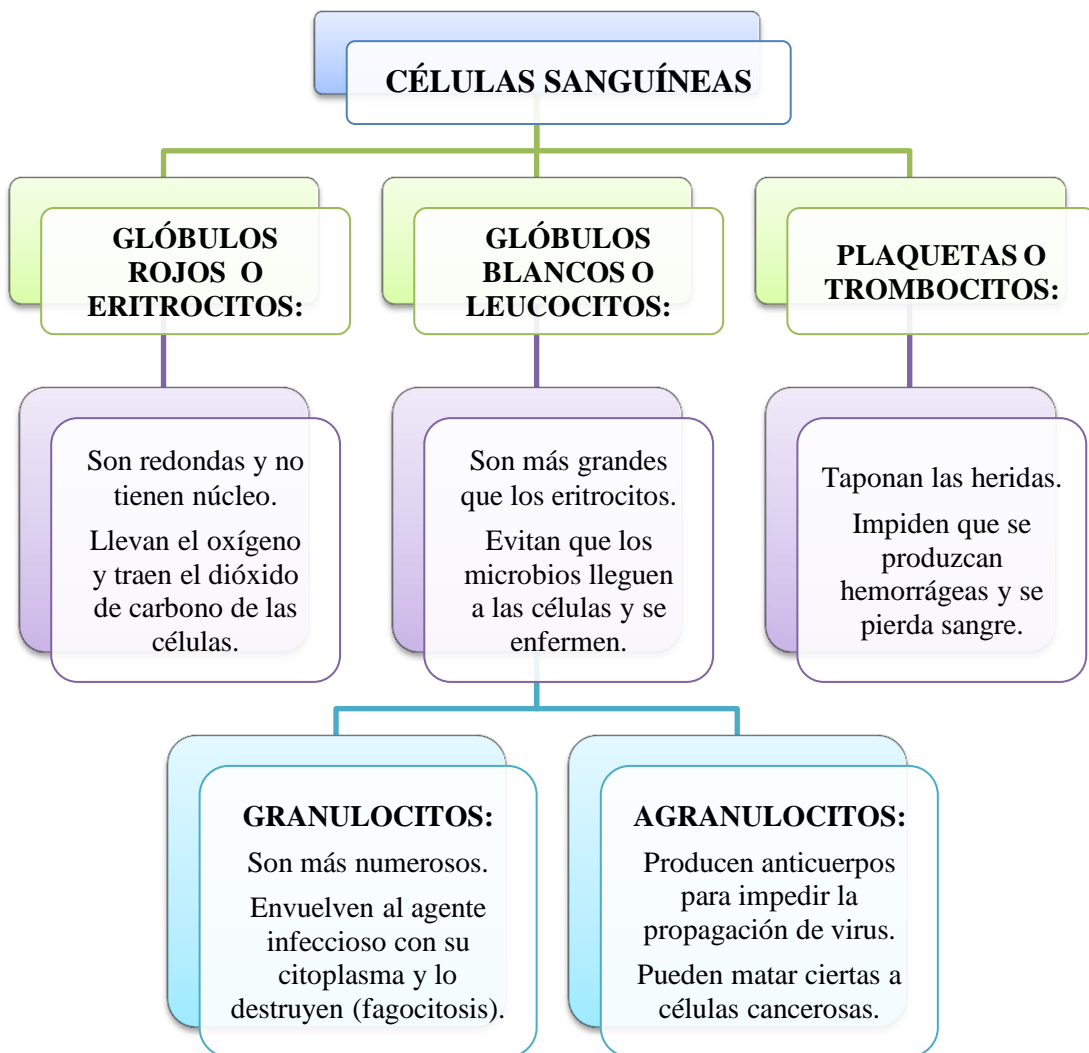 CÉLULAS SANGUÍNEAS
GLÓBULOS
ROJOS O
ERITROCITOS:
GLÓBULOS
BLANCOS O
LEUCOCITOS:
PLAQUETAS O
TROMBOCITOS:
Son redondas y no
tienen núcleo.
Llevan el oxígeno
y traen el dióxido
de carbono de las
células.
Son más grandes
que los eritrocitos.
Evitan que los
microbios lleguen
a las células y se
enfermen.
Taponan las heridas.
Impiden que se
produzcan
hemorrágeas y se
pierda sangre.
GRANULOCITOS:
Son más numerosos.
Envuelven al agente
infeccioso con su
citoplasma y lo
destruyen (fagocitosis).
AGRANULOCITOS:
Producen anticuerpos
para impedir la
propagación de virus.
Pueden matar ciertas a
células cancerosas.